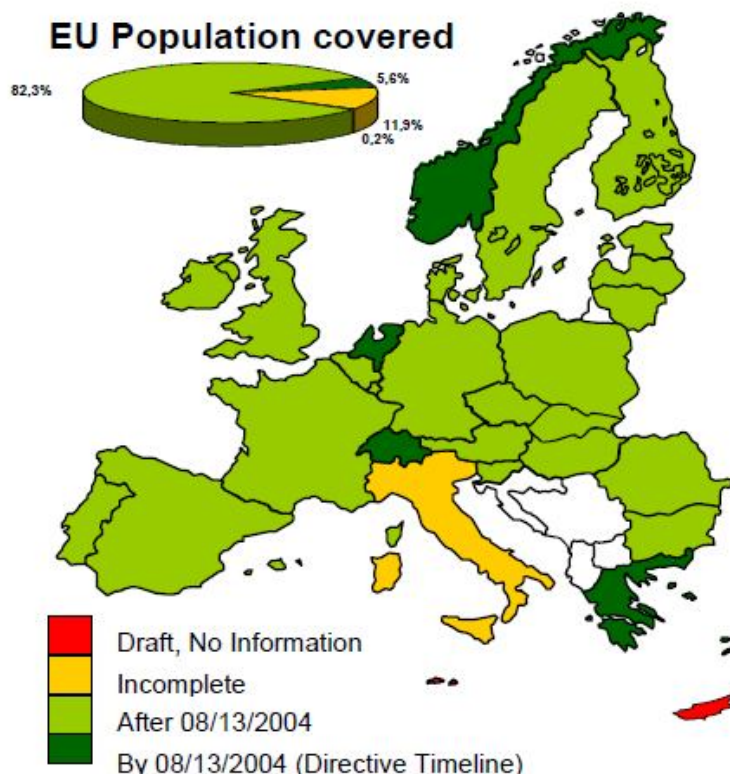 EU Population covered
82,3%
5,6%
11,9%
0,2%
Draft, No Information
Incomplete
After 08/13/2004
By 08/13/2004 (Directive Timeline)